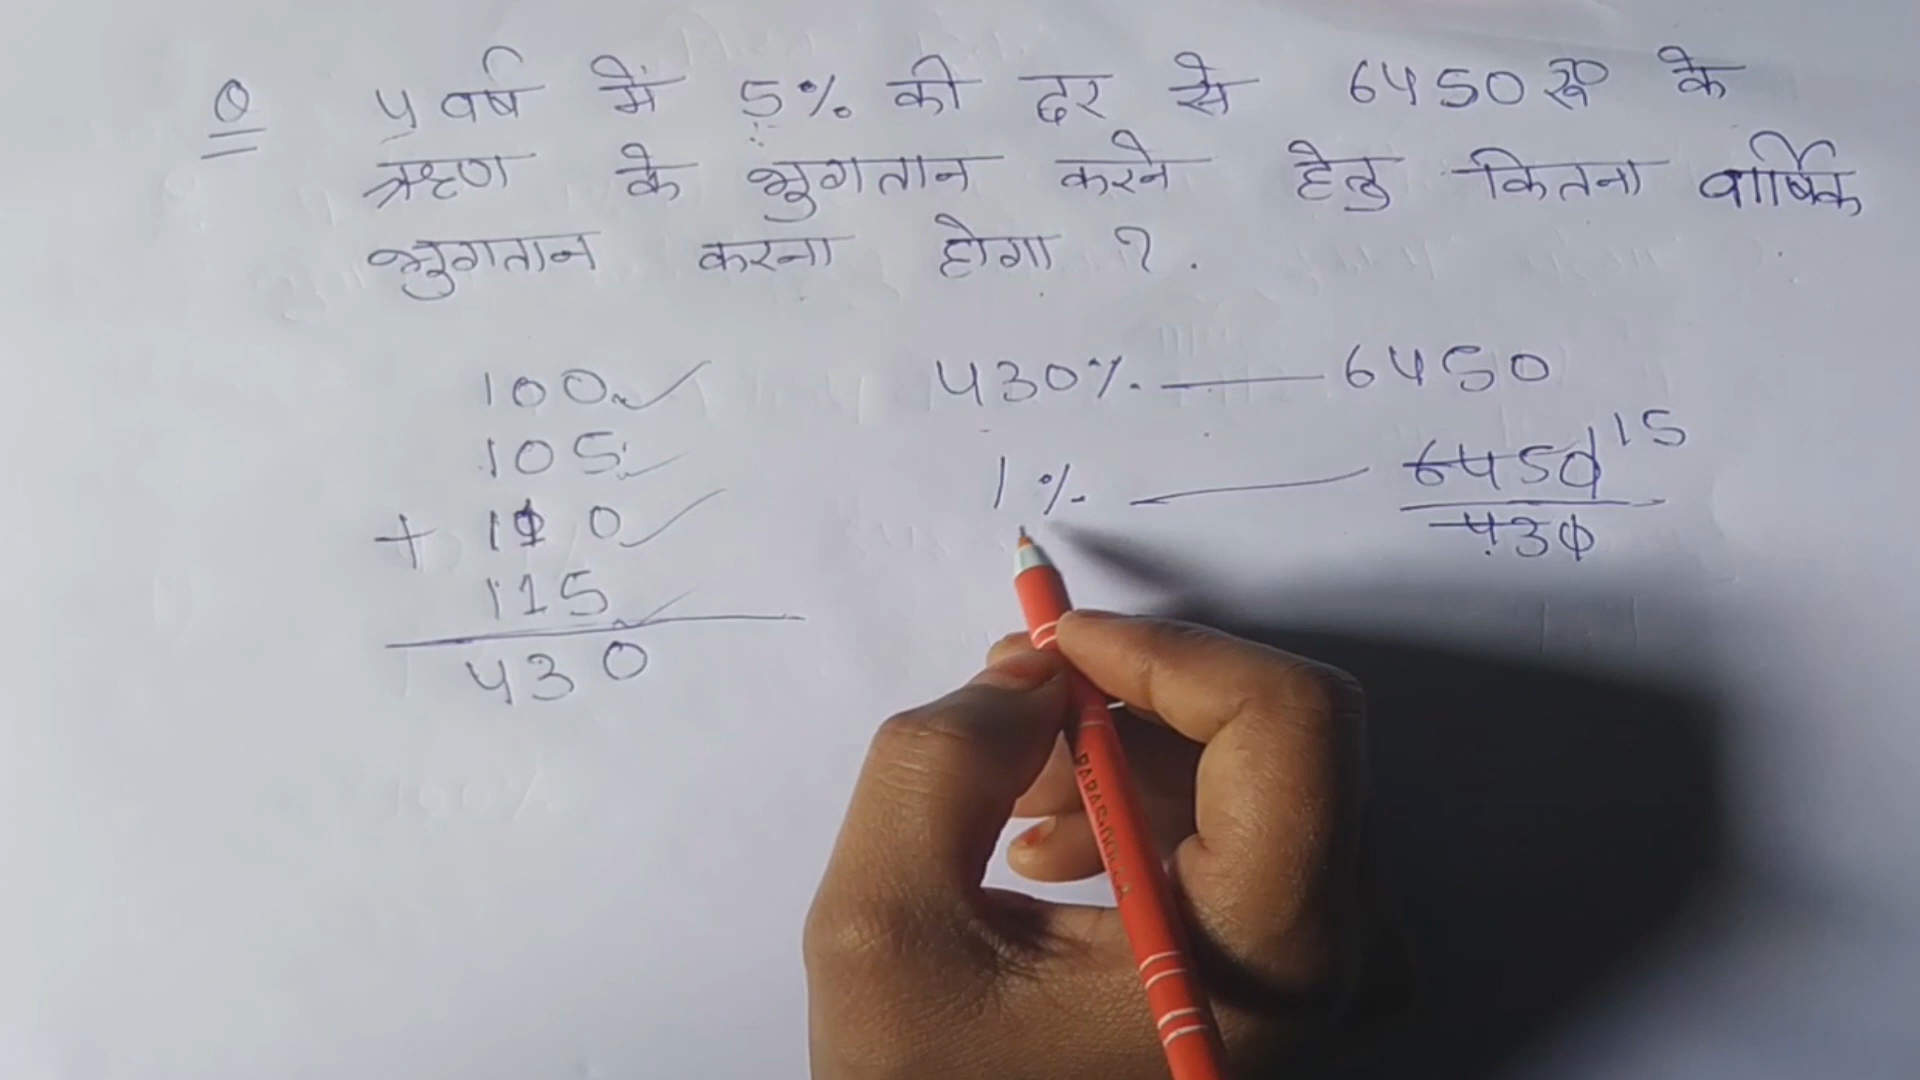 Q 4 वर्ष में 5% की दर से 6450 रू० के
ऋण के भुगतान करने हेतु कितना वार्षिक
भुगतान करना होगा ?.
100
105
+ 110
115
430
430% — 6450
1% — 6450 15
430